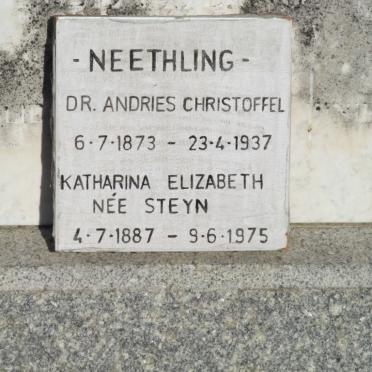 - NEETHLING -
DR. ANDRIES CHRISTOFFEL
6·7·1873 - 23·4·1937
KATHARINA ELIZABETH
NÉE STEYN
4·7·1887 - 9·6·1975